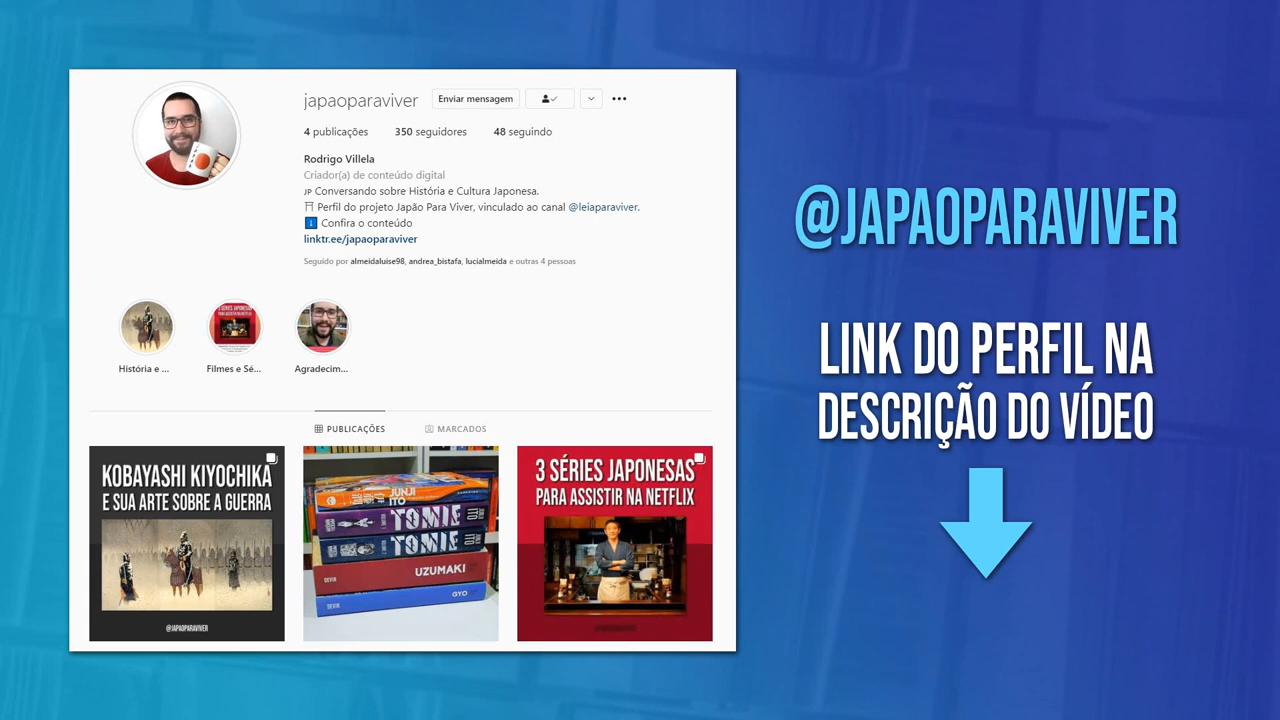 japaoparaviver
Enviar mensagem
4 publicações 350 seguidores 48 seguindo
Rodrigo Villela
Criador(a) de conteúdo digital
JP Conversando sobre História e Cultura Japonesa.
Perfil do projeto Japão Para Viver, vinculado ao canal @leiaparaviver.
Confira o conteúdo
linktr.ee/japaoparaviver
Seguido por almeidaluise98, andrea_bistafa, lucialmeida e outras 4 pessoas
História e ...
Filmes e Sé...
Agradecim...
PUBLICAÇÕES
MARCADOS
KOBAYASHI KIYOCHIKA
E SUA ARTE SOBRE A GUERRA
@JAPAOPARAVIVER
JUNJI
ITO
TOMIE
TOMIE
DEVIR
UZUMAKI
DEVIR
GYO
3 SÉRIES JAPONESAS
PARA ASSISTIR NA NETFLIX
@JAPAOPARAVIVER
LINK DO PERFIL NA
DESCRIÇÃO DO VÍDEO